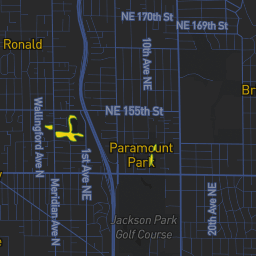 NE 170th St
NE 169th St
Ronald
10th Ave NE
NE 155th St
Br
Wallingford Ave N
Meridian Ave N
1st Ave NE
Paramount
Park
20th Ave NE
Jackson Park
Golf Course